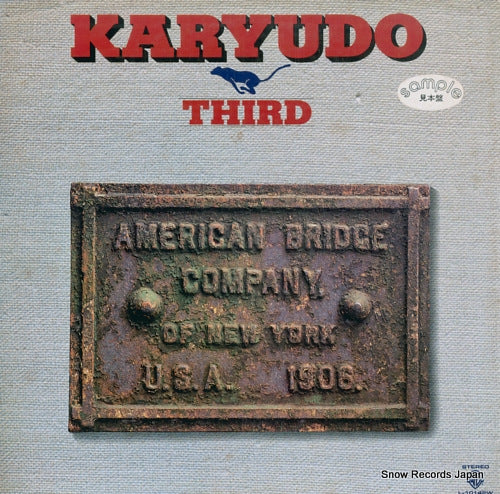 KARYUDO
sample
見本盤
THIRD
AMERICAN BRIDGE
COMPANY,
OF NEW YORK
U.S.A. 1906.
STEREO
Snow Records Japan